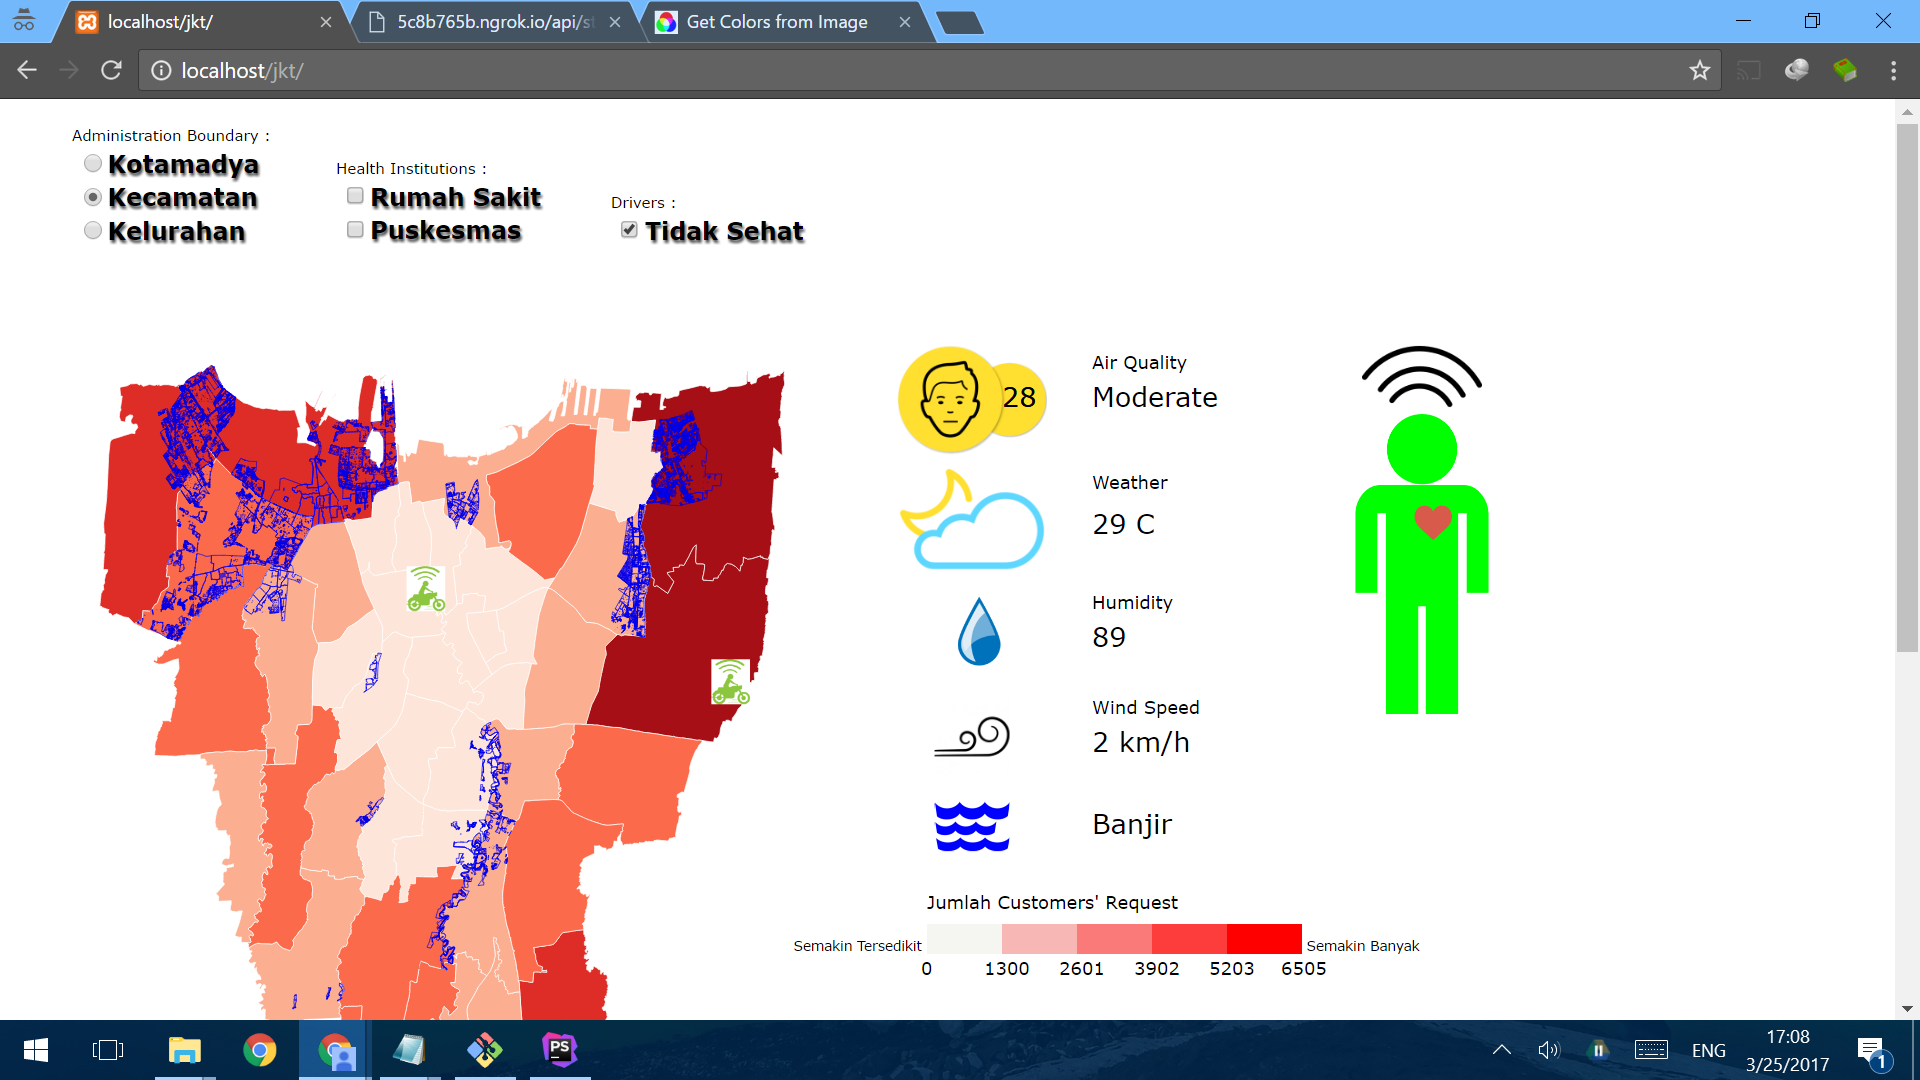 localhost/jkt/
5c8b765b.ngrok.io/api/st
Get Colors from Image
localhost/jkt/
Administration Boundary :
Kotamadya
Kecamatan
Kelurahan
Health Institutions :
Rumah Sakit
Puskesmas
Drivers :
Tidak Sehat
28
Air Quality
Moderate
Weather
29 C
Humidity
89
Wind Speed
2 km/h
Banjir
Jumlah Customers' Request
Semakin Tersedikit
Semakin Banyak
0 1300 2601 3902 5203 6505
PS
ENG
17:08
3/25/2017
1